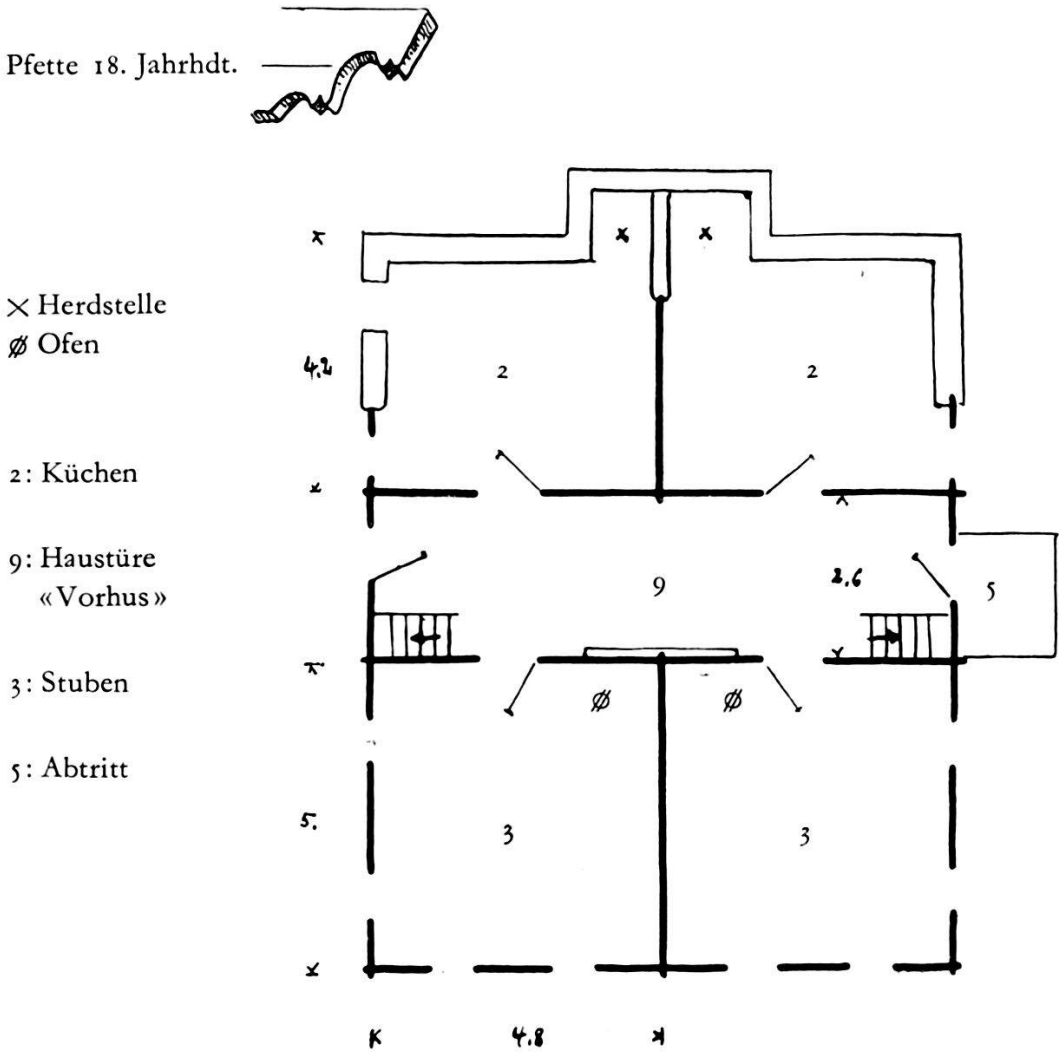 Pfette 18. Jahrhdt.
× Herdstelle
Ø Ofen
2: Küchen
9: Haustüre
«Vorhus»
3: Stuben
5: Abtritt
x x
4.2
2 2
9
2.6
5
Ø Ø
5.
3 3
4.8